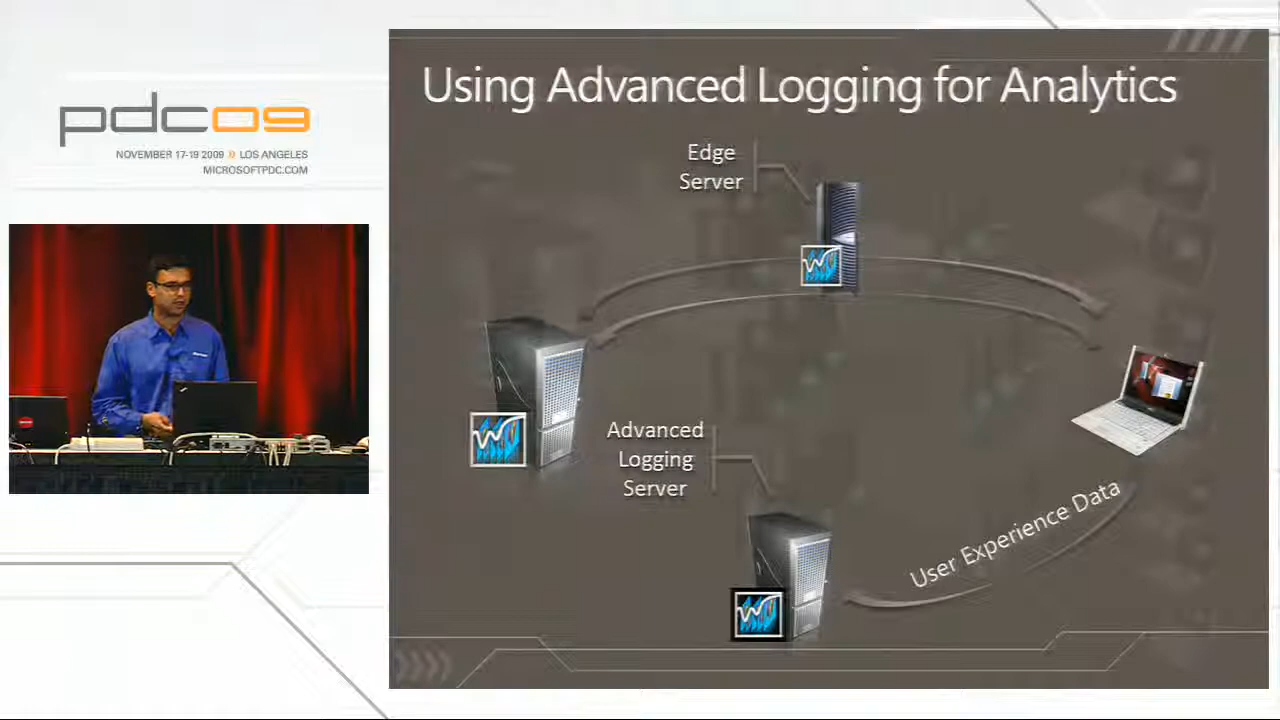 pdc09
NOVEMBER 17-19 2009 » LOS ANGELES
MICROSOFTPDC.COM
Using Advanced Logging for Analytics
Edge
Server
Advanced
Logging
Server
User Experience Data